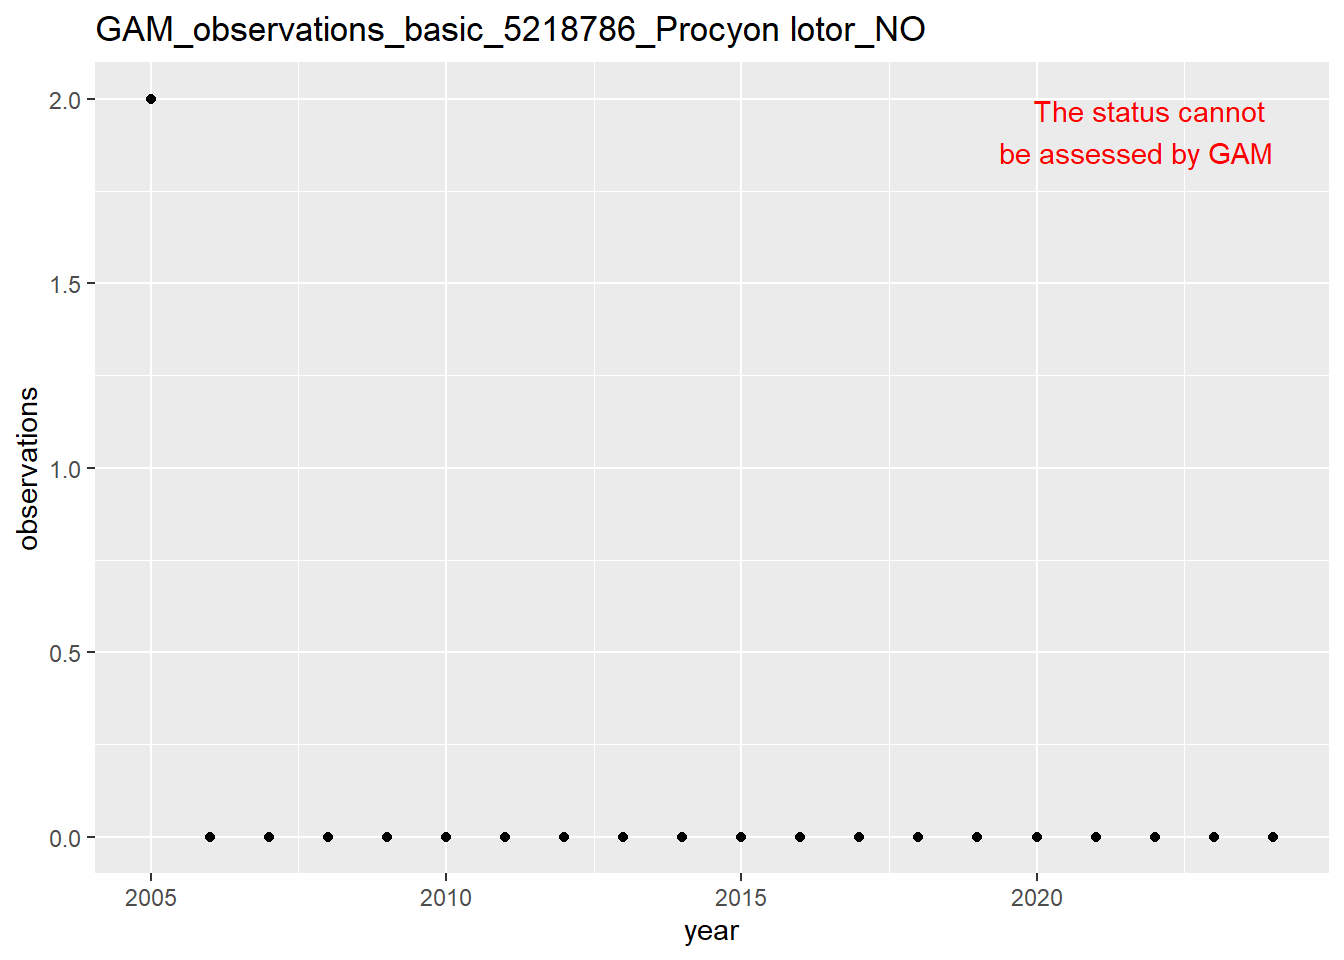 GAM_observations_basic_5218786_Procyon lotor_NO
The status cannot
be assessed by GAM
2.0
1.5
1.0
0.5
0.0
observations
2005 2010 2015 2020
year